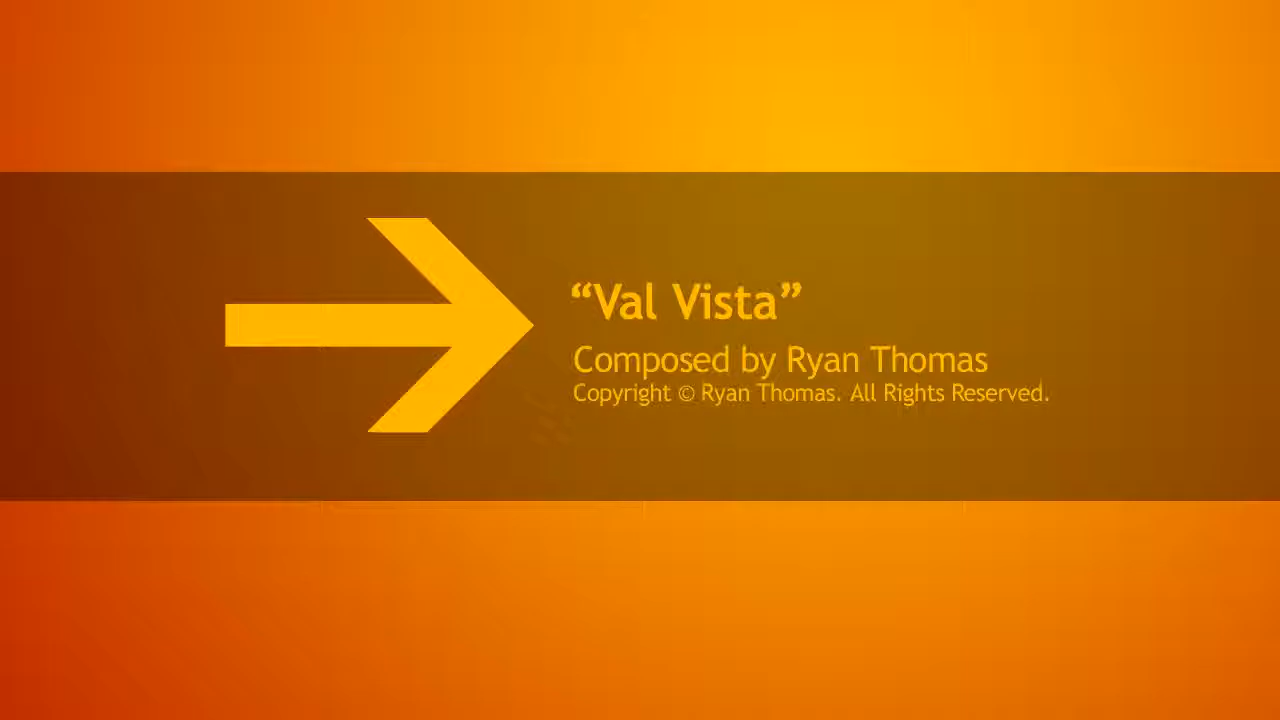 “Val Vista”
Composed by Ryan Thomas
Copyright © Ryan Thomas. All Rights Reserved.